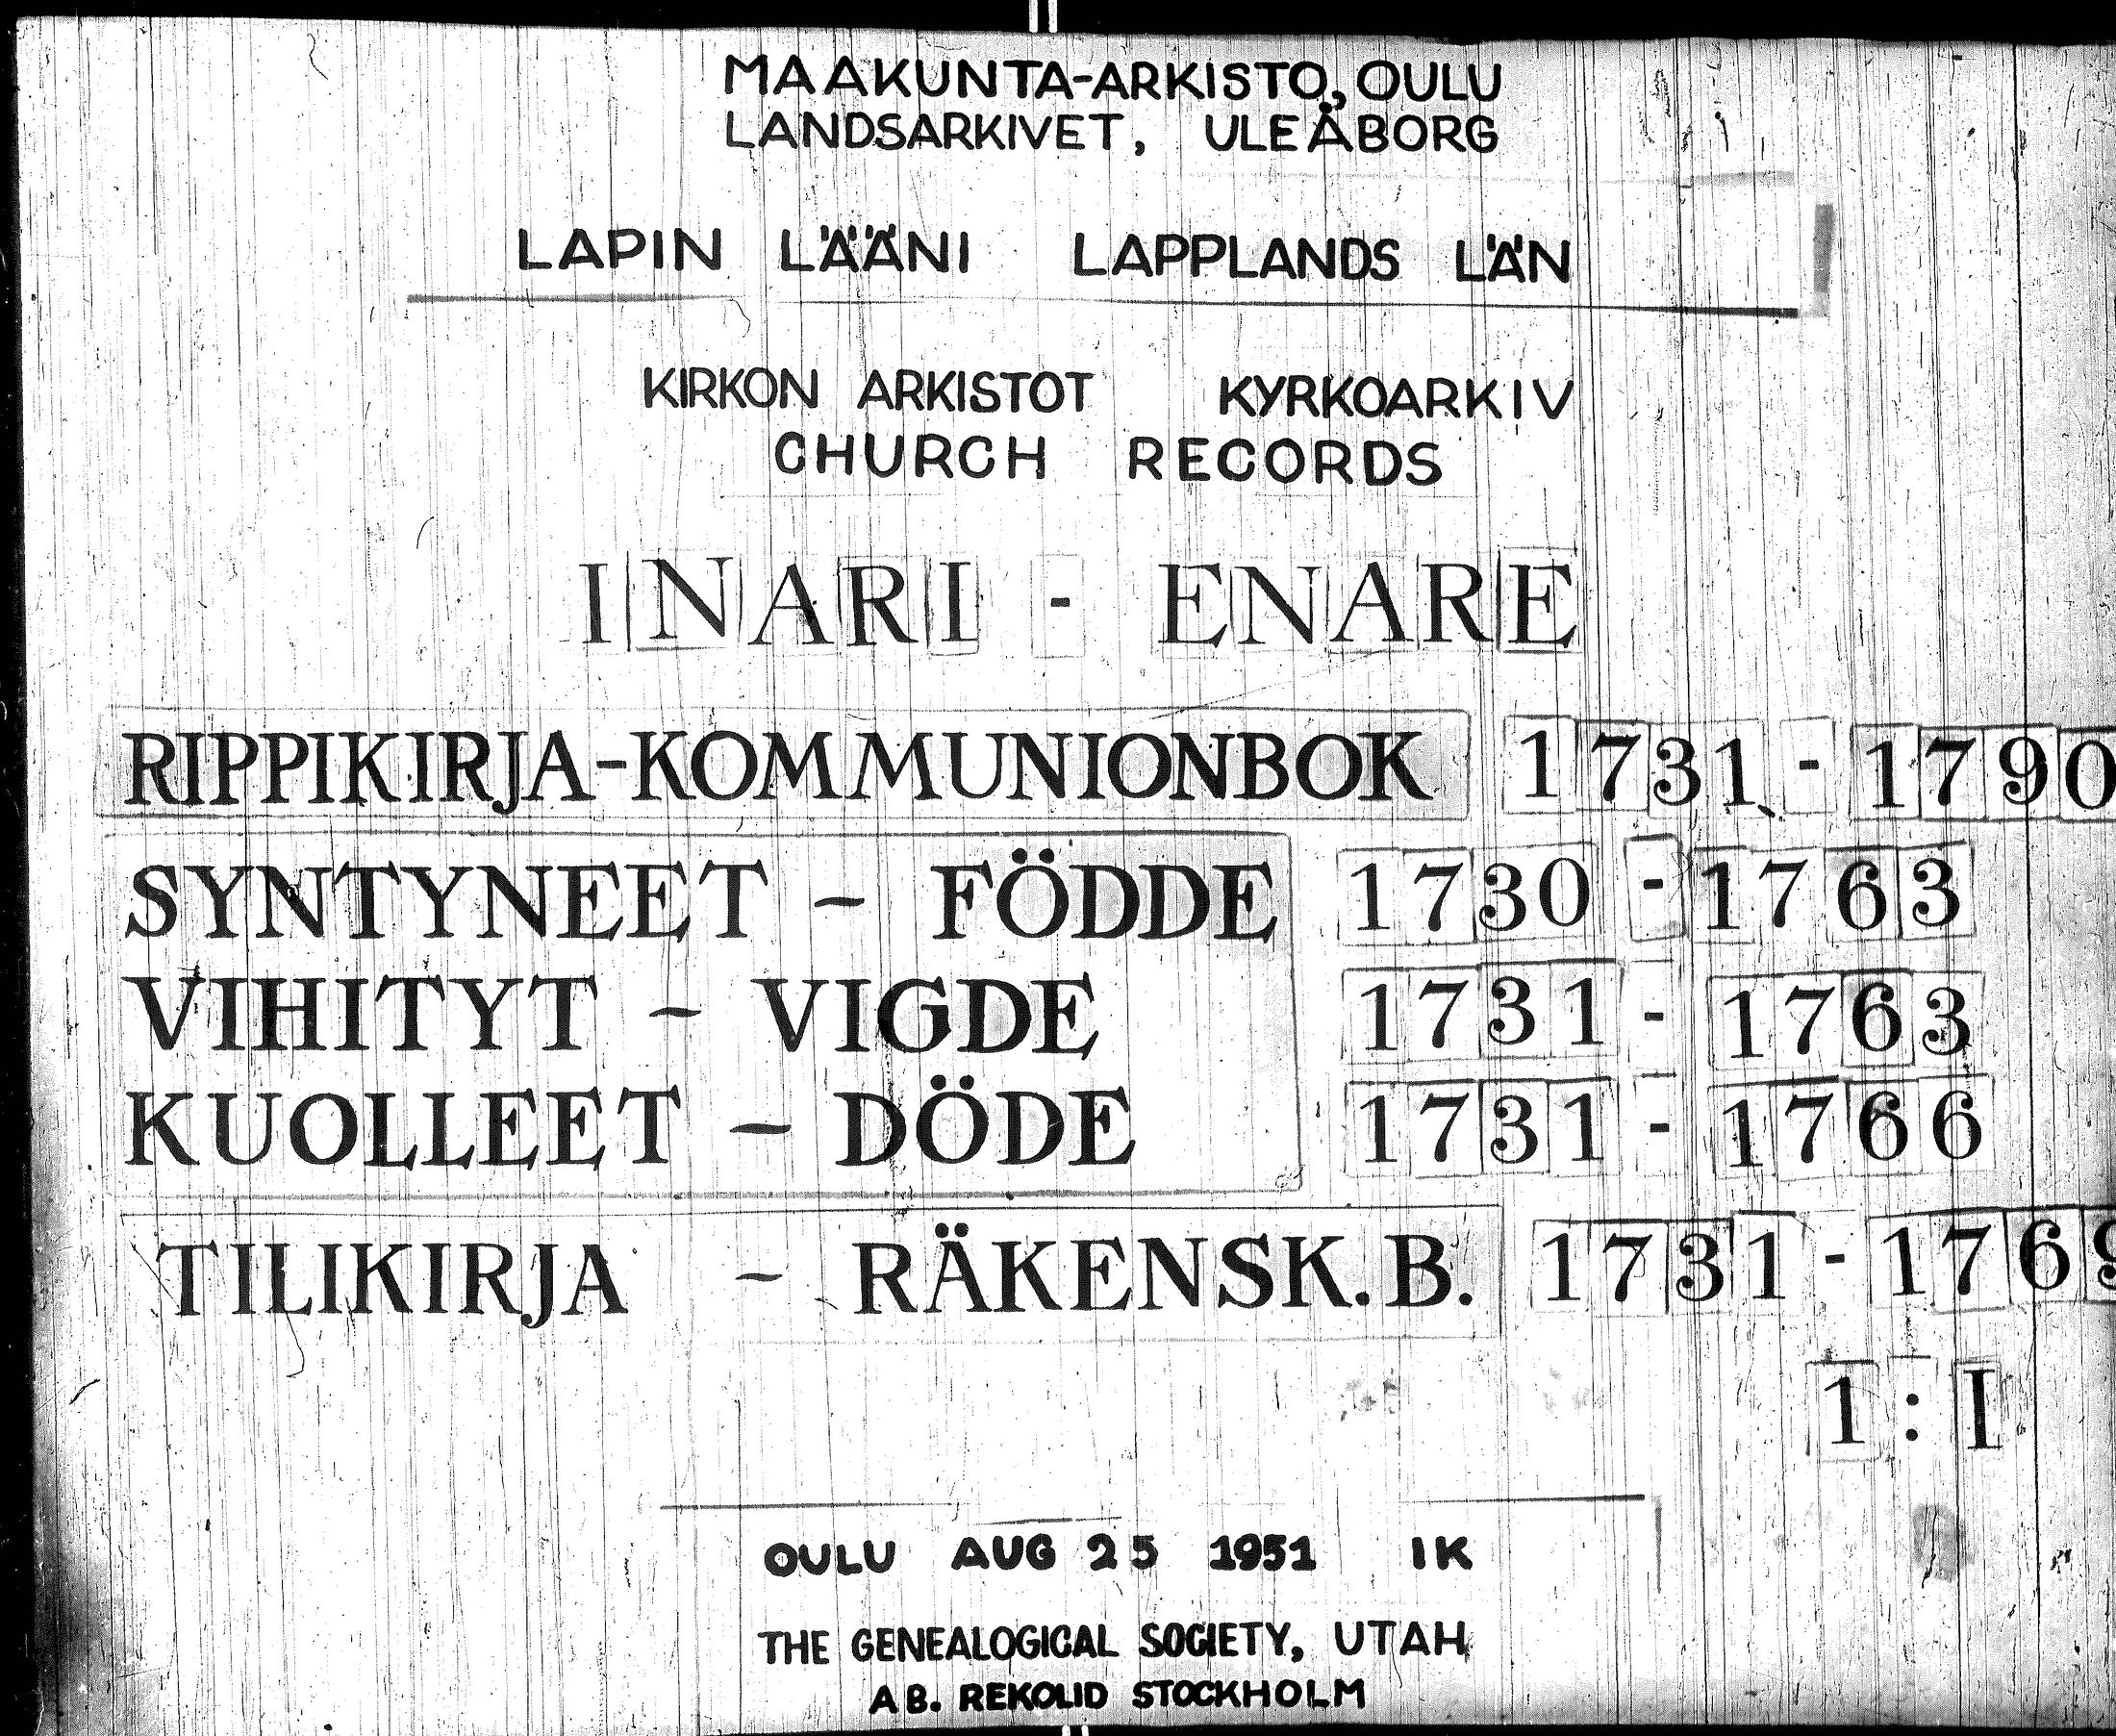 MAAKUNTA-ARKISTO, OULU
LANDSARKIVET, ULEÅBORG
LAPIN LÄÄNI LAPPLANDS LÄN
KIRKON ARKISTOT KYRKOARKIV
CHURCH RECORDS
INARI - ENARE
RIPPIKIRJA-KOMMUNIONBOK 1731 - 1790
SYNTYNEET - FÖDDE 1730 - 1763
VIHITYT - VIGDE 1731 - 1763
KUOLLEET - DÖDE 1731 - 1766
TILIKIRJA - RÄKENSK.B. 1731 - 1769
1:I
OULU AUG 25 1951 IK
THE GENEALOGICAL SOCIETY, UTAH
AB. REKOLID STOCKHOLM